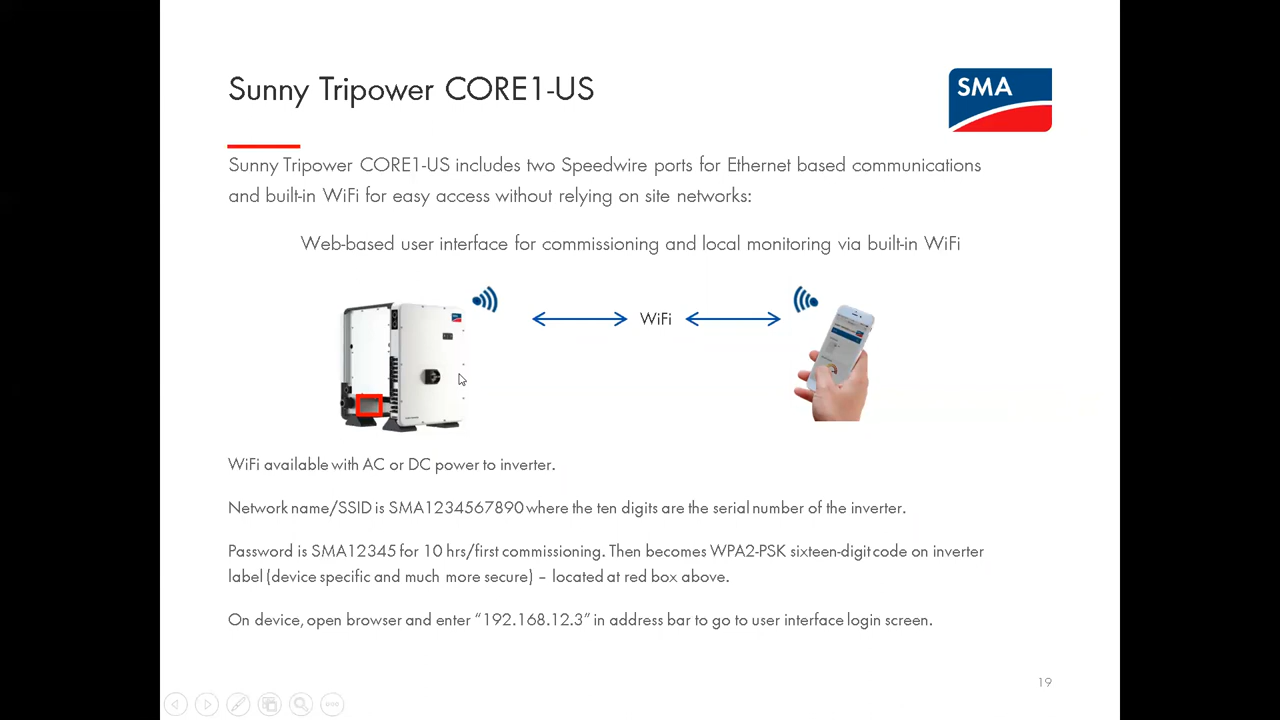 Sunny Tripower CORE1-US
SMA
Sunny Tripower CORE1-US includes two Speedwire ports for Ethernet based communications
and built-in WiFi for easy access without relying on site networks:
Web-based user interface for commissioning and local monitoring via built-in WiFi
WiFi
WiFi available with AC or DC power to inverter.
Network name/SSID is SMA1234567890 where the ten digits are the serial number of the inverter.
Password is SMA12345 for 10 hrs/first commissioning. Then becomes WPA2-PSK sixteen-digit code on inverter
label (device specific and much more secure) – located at red box above.
On device, open browser and enter “192.168.12.3” in address bar to go to user interface login screen.
19